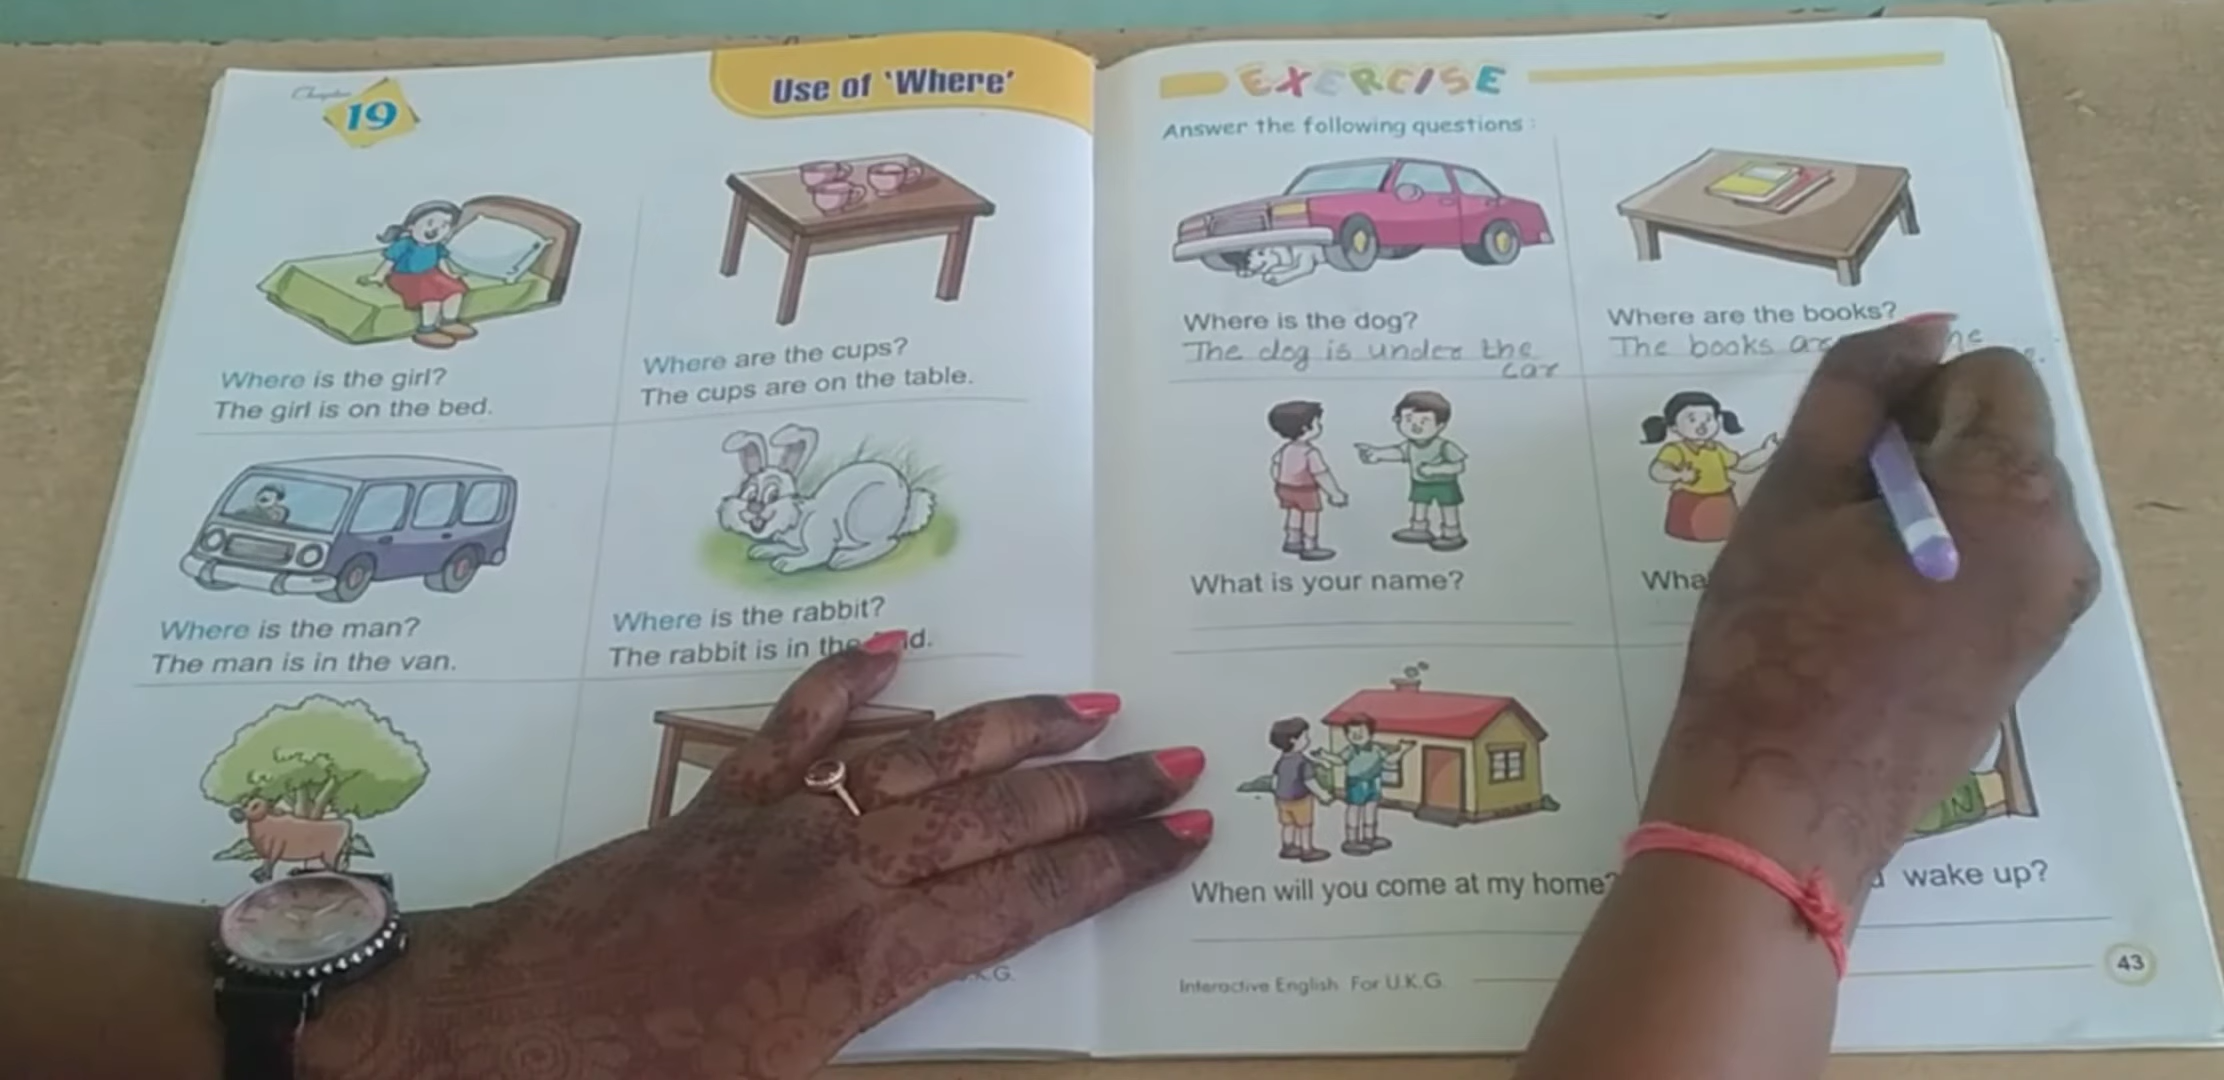 Chapter
19
Use of 'Where'
Where is the girl?
The girl is on the bed.
Where are the cups?
The cups are on the table.
Where is the man?
The man is in the van.
Where is the rabbit?
The rabbit is in the
EXERCISE
Answer the following questions :
Where is the dog?
The dog is under the
car
Where are the books?
The books
What is your name?
When will you come at my home?
wake up?
Interactive English For U.K.G.
43